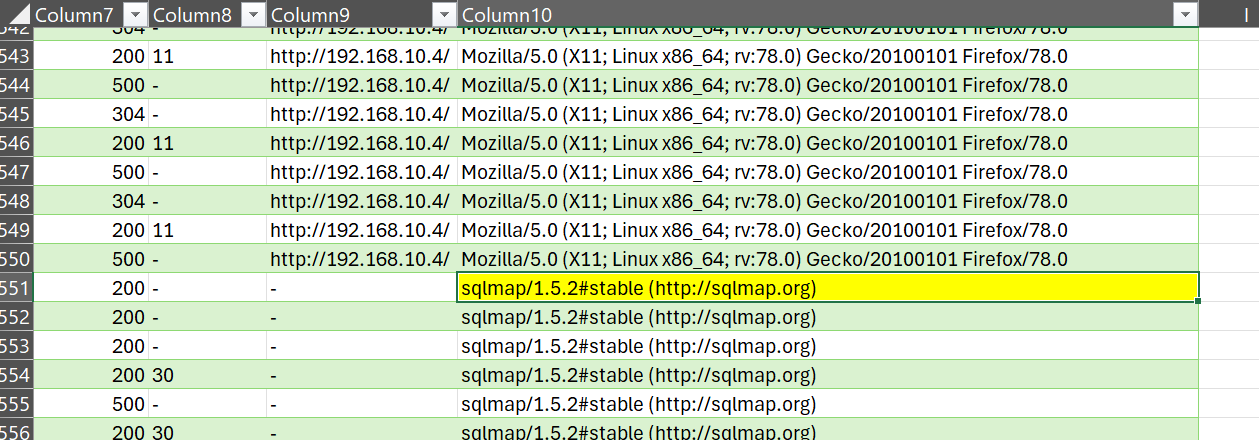 Column7 Column8 Column9 Column10 I
542 304 - http://192.168.10.4/ Mozilla/5.0 (X11; Linux x86_64; rv:78.0) Gecko/20100101 Firefox/78.0
543 200 11 http://192.168.10.4/ Mozilla/5.0 (X11; Linux x86_64; rv:78.0) Gecko/20100101 Firefox/78.0
544 500 - http://192.168.10.4/ Mozilla/5.0 (X11; Linux x86_64; rv:78.0) Gecko/20100101 Firefox/78.0
545 304 - http://192.168.10.4/ Mozilla/5.0 (X11; Linux x86_64; rv:78.0) Gecko/20100101 Firefox/78.0
546 200 11 http://192.168.10.4/ Mozilla/5.0 (X11; Linux x86_64; rv:78.0) Gecko/20100101 Firefox/78.0
547 500 - http://192.168.10.4/ Mozilla/5.0 (X11; Linux x86_64; rv:78.0) Gecko/20100101 Firefox/78.0
548 304 - http://192.168.10.4/ Mozilla/5.0 (X11; Linux x86_64; rv:78.0) Gecko/20100101 Firefox/78.0
549 200 11 http://192.168.10.4/ Mozilla/5.0 (X11; Linux x86_64; rv:78.0) Gecko/20100101 Firefox/78.0
550 500 - http://192.168.10.4/ Mozilla/5.0 (X11; Linux x86_64; rv:78.0) Gecko/20100101 Firefox/78.0
551 200 - - sqlmap/1.5.2#stable (http://sqlmap.org)
552 200 - - sqlmap/1.5.2#stable (http://sqlmap.org)
553 200 - - sqlmap/1.5.2#stable (http://sqlmap.org)
554 200 30 - sqlmap/1.5.2#stable (http://sqlmap.org)
555 500 - - sqlmap/1.5.2#stable (http://sqlmap.org)
556 200 30 - sqlmap/1.5.2#stable (http://sqlmap.org)